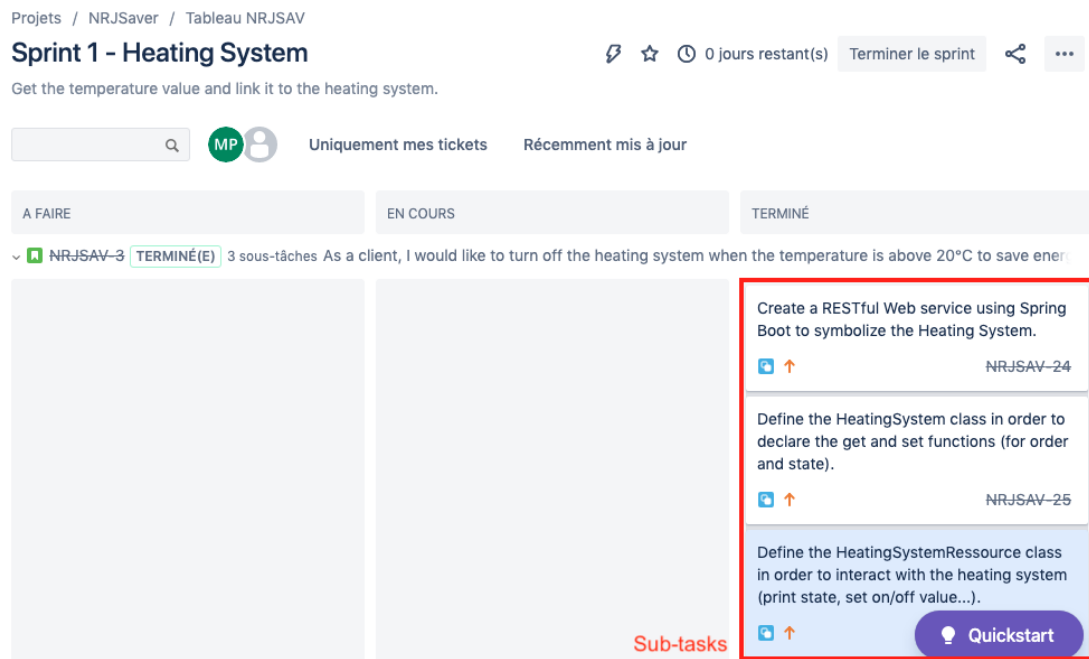 Projets / NRJSaver / Tableau NRJSAV
Sprint 1 - Heating System
0 jours restant(s)
Terminer le sprint
Get the temperature value and link it to the heating system.
MP
Uniquement mes tickets
Récemment mis à jour
A FAIRE
EN COURS
TERMINÉ
NRJSAV-3 TERMINÉ(E) 3 sous-tâches As a client, I would like to turn off the heating system when the temperature is above 20°C to save
Create a RESTful Web service using Spring
Boot to symbolize the Heating System.
NRJSAV-24
Define the HeatingSystem class in order to
declare the get and set functions (for order
and state).
NRJSAV-25
Define the HeatingSystemRessource class
in order to interact with the heating system
(print state, set on/off value...).
Sub-tasks
Quickstart